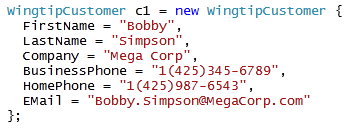 WingtipCustomer c1 = new WingtipCustomer {
  FirstName = "Bobby",
  LastName = "Simpson",
  Company = "Mega Corp",
  BusinessPhone = "1(425)345-6789",
  HomePhone = "1(425)987-6543",
  EMail = "Bobby.Simpson@MegaCorp.com"
};